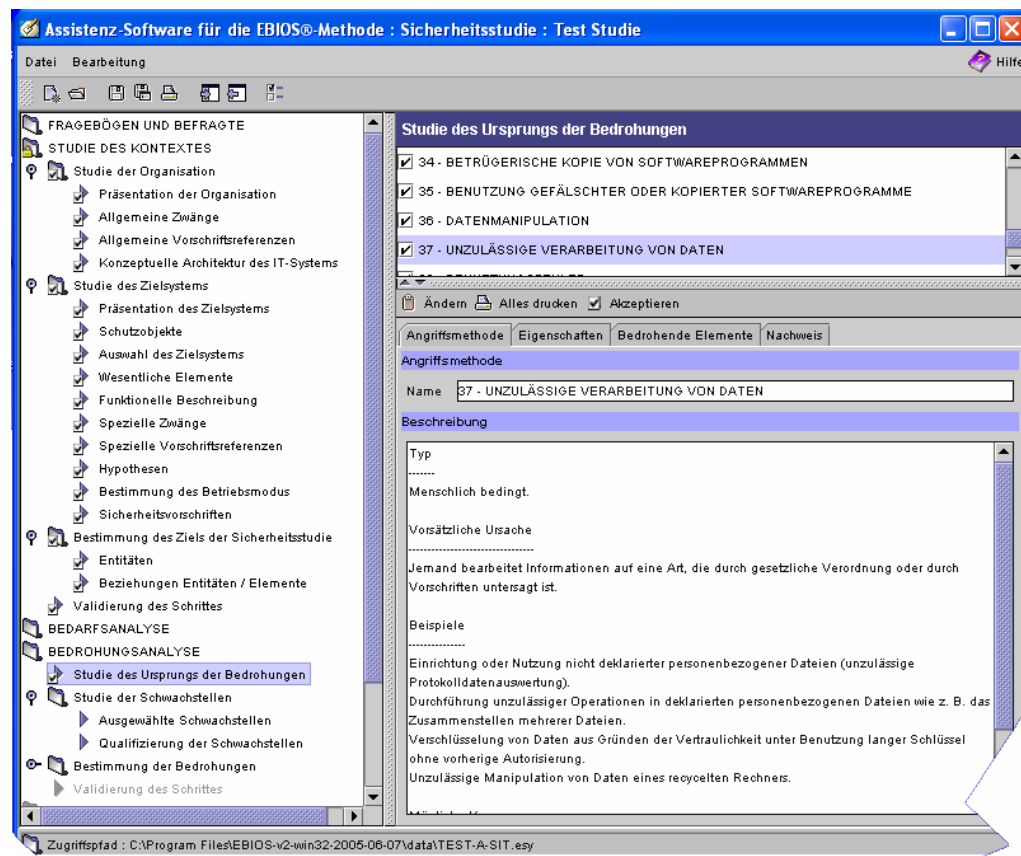 Assistenz-Software für die EBIOS®-Methode : Sicherheitsstudie : Test Studie
Datei Bearbeitung
Hilfe
FRAGEBÖGEN UND BEFRAGTE
STUDIE DES KONTEXTES
Studie der Organisation
Präsentation der Organisation
Allgemeine Zwänge
Allgemeine Vorschriftsreferenzen
Konzeptuelle Architektur des IT-Systems
Studie des Zielsystems
Präsentation des Zielsystems
Schutzobjekte
Auswahl des Zielsystems
Wesentliche Elemente
Funktionelle Beschreibung
Spezielle Zwänge
Spezielle Vorschriftsreferenzen
Hypothesen
Bestimmung des Betriebsmodus
Sicherheitsvorschriften
Bestimmung des Ziels der Sicherheitsstudie
Entitäten
Beziehungen Entitäten / Elemente
Validierung des Schrittes
BEDARFSANALYSE
BEDROHUNGSANALYSE
Studie des Ursprungs der Bedrohungen
Studie der Schwachstellen
Ausgewählte Schwachstellen
Qualifizierung der Schwachstellen
Bestimmung der Bedrohungen
Validierung des Schrittes
Studie des Ursprungs der Bedrohungen
34 - BETRÜGERISCHE KOPIE VON SOFTWAREPROGRAMMEN
35 - BENUTZUNG GEFÄLSCHTER ODER KOPIERTER SOFTWAREPROGRAMME
36 - DATENMANIPULATION
37 - UNZULÄSSIGE VERARBEITUNG VON DATEN
Ändern Alles drucken Akzeptieren
Angriffsmethode Eigenschaften Bedrohende Elemente Nachweis
Angriffsmethode
Name 37 - UNZULÄSSIGE VERARBEITUNG VON DATEN
Beschreibung
Typ
-------
Menschlich bedingt.
Vorsätzliche Ursache
---------------------------------
Jemand bearbeitet Informationen auf eine Art, die durch gesetzliche Verordnung oder durch
Vorschriften untersagt ist.
Beispiele
---------------
Einrichtung oder Nutzung nicht deklarierter personenbezogener Dateien (unzulässige
Protokolldatenauswertung).
Durchführung unzulässiger Operationen in deklarierten personenbezogenen Dateien wie z. B. das
Zusammenstellen mehrerer Dateien.
Verschlüsselung von Daten aus Gründen der Vertraulichkeit unter Benutzung langer Schlüssel
ohne vorherige Autorisierung.
Unzulässige Manipulation von Daten eines recycelten Rechners.
Zugriffspfad : C:\Program Files\EBIOS-v2-win32-2005-06-07\data\TEST-A-SIT.esy